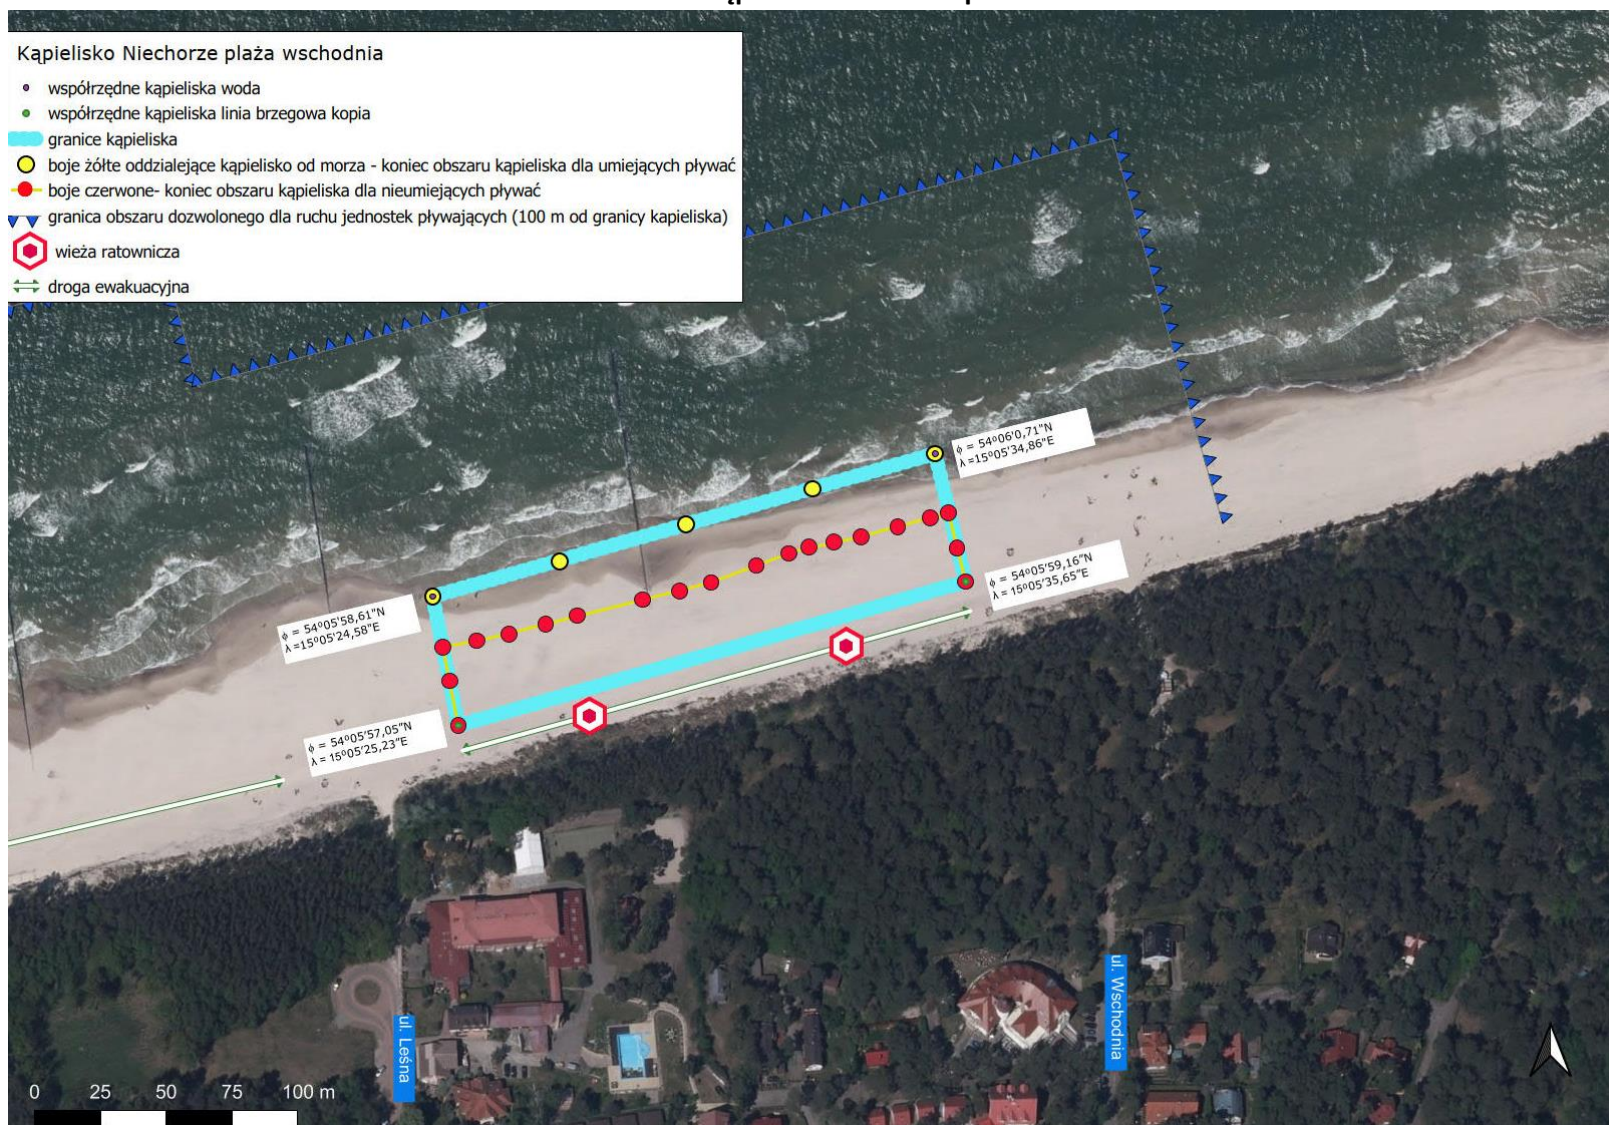 Kąpielisko Niechorze plaża wschodnia
współrzędne kąpieliska woda
współrzędne kąpieliska linia brzegowa kopia
granice kąpieliska
boje żółte oddzialejące kąpielisko od morza - koniec obszaru kąpieliska dla umiejących pływać
boje czerwone- koniec obszaru kąpieliska dla nieumiejących pływać
granica obszaru dozwolonego dla ruchu jednostek pływających (100 m od granicy kapieliska)
wieża ratownicza
droga ewakuacyjna
ϕ = 54º06'0,71"N
λ =15º05'34,86"E
ϕ = 54º05'59,16"N
λ = 15º05'35,65"E
ϕ = 54º05'58,61"N
λ =15º05'24,58"E
ϕ = 54º05'57,05"N
λ = 15º05'25,23"E
ul. Wschodnia
ul. Leśna
0 25 50 75 100 m